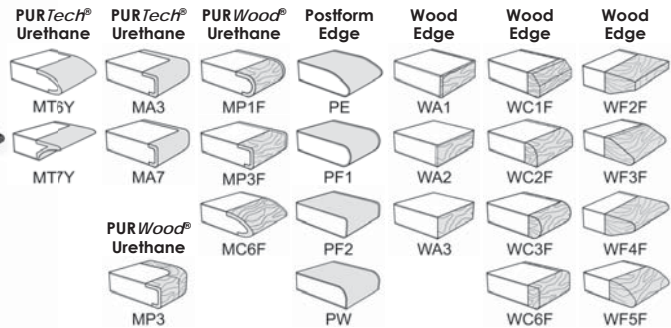 PURTech® PURTech® PURWood® Postform Wood Wood Wood
Urethane Urethane Urethane Edge Edge Edge Edge
MT6Y MA3 MP1F PE WA1 WC1F WF2F
MT7Y MA7 MP3F PF1 WA2 WC2F WF3F
PURWood®
Urethane
MC6F PF2 WA3 WC3F WF4F
MP3 PW WC6F WF5F